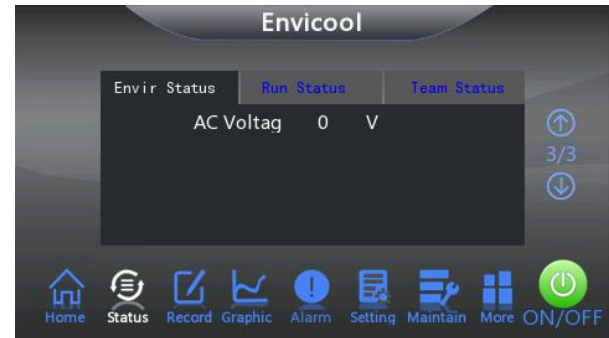 Envicool
Envir Status Run Status Team Status
AC Voltag 0 V
3/3
Home Status Record Graphic Alarm Setting Maintain More ON/OFF